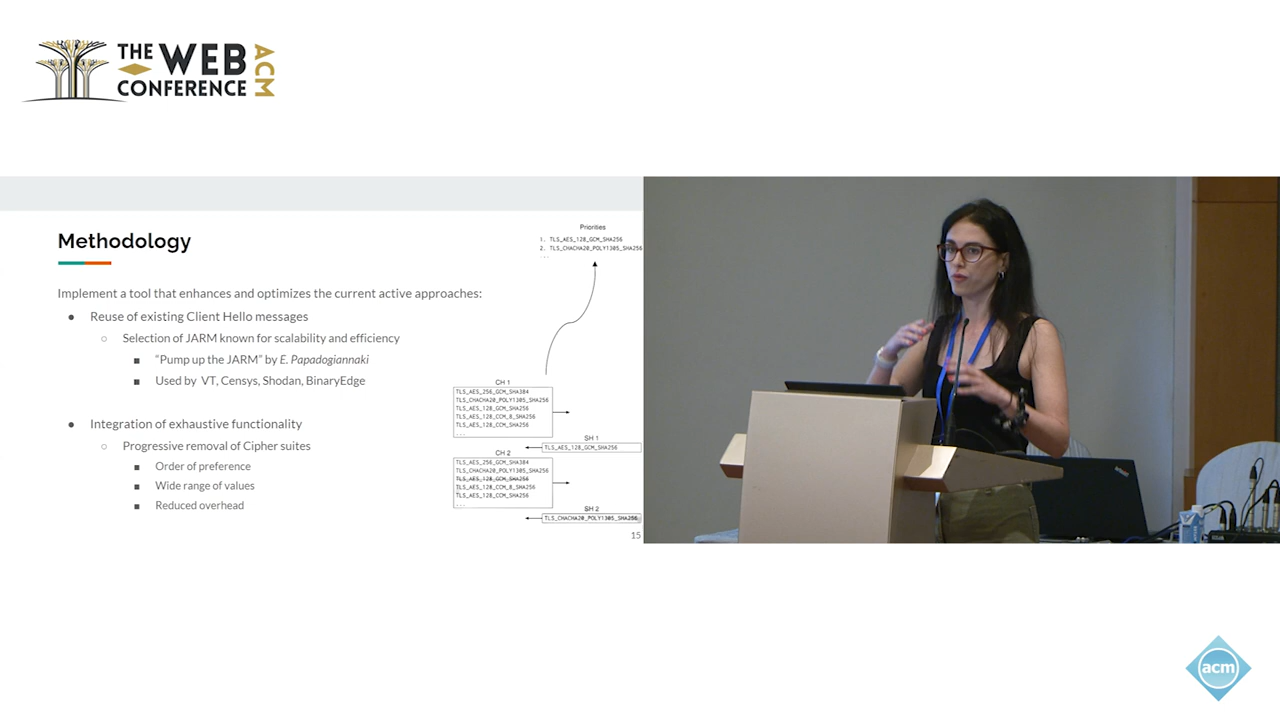 THE WEB CONFERENCE ACM
Methodology
Implement a tool that enhances and optimizes the current active approaches:
● Reuse of existing Client Hello messages
○ Selection of JARM known for scalability and efficiency
■ "Pump up the JARM" by E. Papadogiannaki
■ Used by VT, Censys, Shodan, BinaryEdge
● Integration of exhaustive functionality
○ Progressive removal of Cipher suites
■ Order of preference
■ Wide range of values
■ Reduced overhead
Priorities
1. TLS_AES_128_GCM_SHA256
2. TLS_CHACHA20_POLY1305_SHA256
...
CH 1
TLS_AES_256_GCM_SHA384
TLS_CHACHA20_POLY1305_SHA256
TLS_AES_128_GCM_SHA256
TLS_AES_128_CCM_8_SHA256
TLS_AES_128_CCM_SHA256
...
SH 1
TLS_AES_128_GCM_SHA256
CH 2
TLS_AES_256_GCM_SHA384
TLS_CHACHA20_POLY1305_SHA256
TLS_AES_128_GCM_SHA256
TLS_AES_128_CCM_8_SHA256
TLS_AES_128_CCM_SHA256
...
SH 2
TLS_CHACHA20_POLY1305_SHA256
15
acm